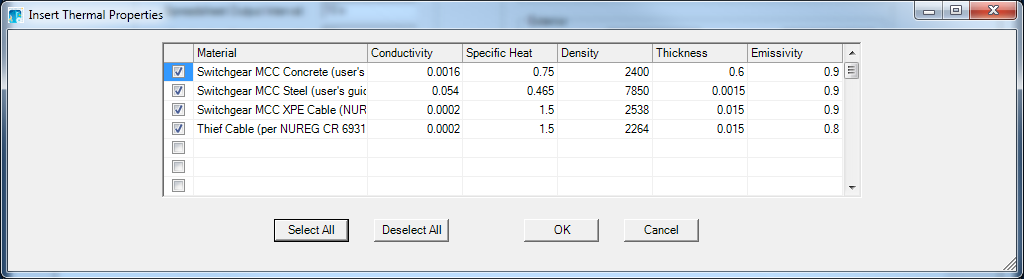 Insert Thermal Properties
Material Conductivity Specific Heat Density Thickness Emissivity
Switchgear MCC Concrete (user's 0.0016 0.75 2400 0.6 0.9
Switchgear MCC Steel (user's guid 0.054 0.465 7850 0.0015 0.9
Switchgear MCC XPE Cable (NUR 0.0002 1.5 2538 0.015 0.9
Thief Cable (per NUREG CR 6931 0.0002 1.5 2264 0.015 0.8
Select All Deselect All OK Cancel